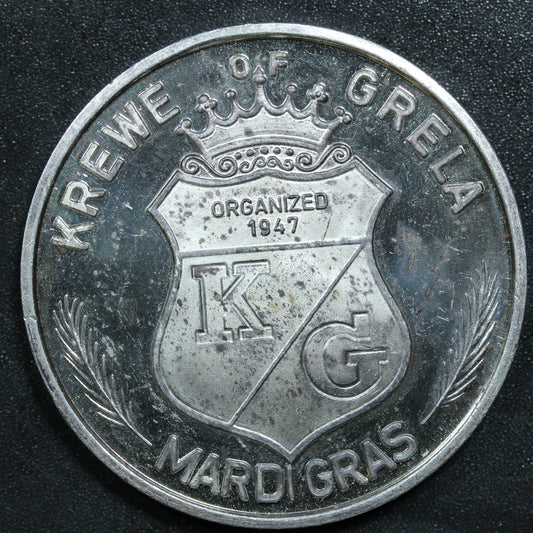 KREWE OF GRELA
ORGANIZED
1947
K
G
MARDI GRAS